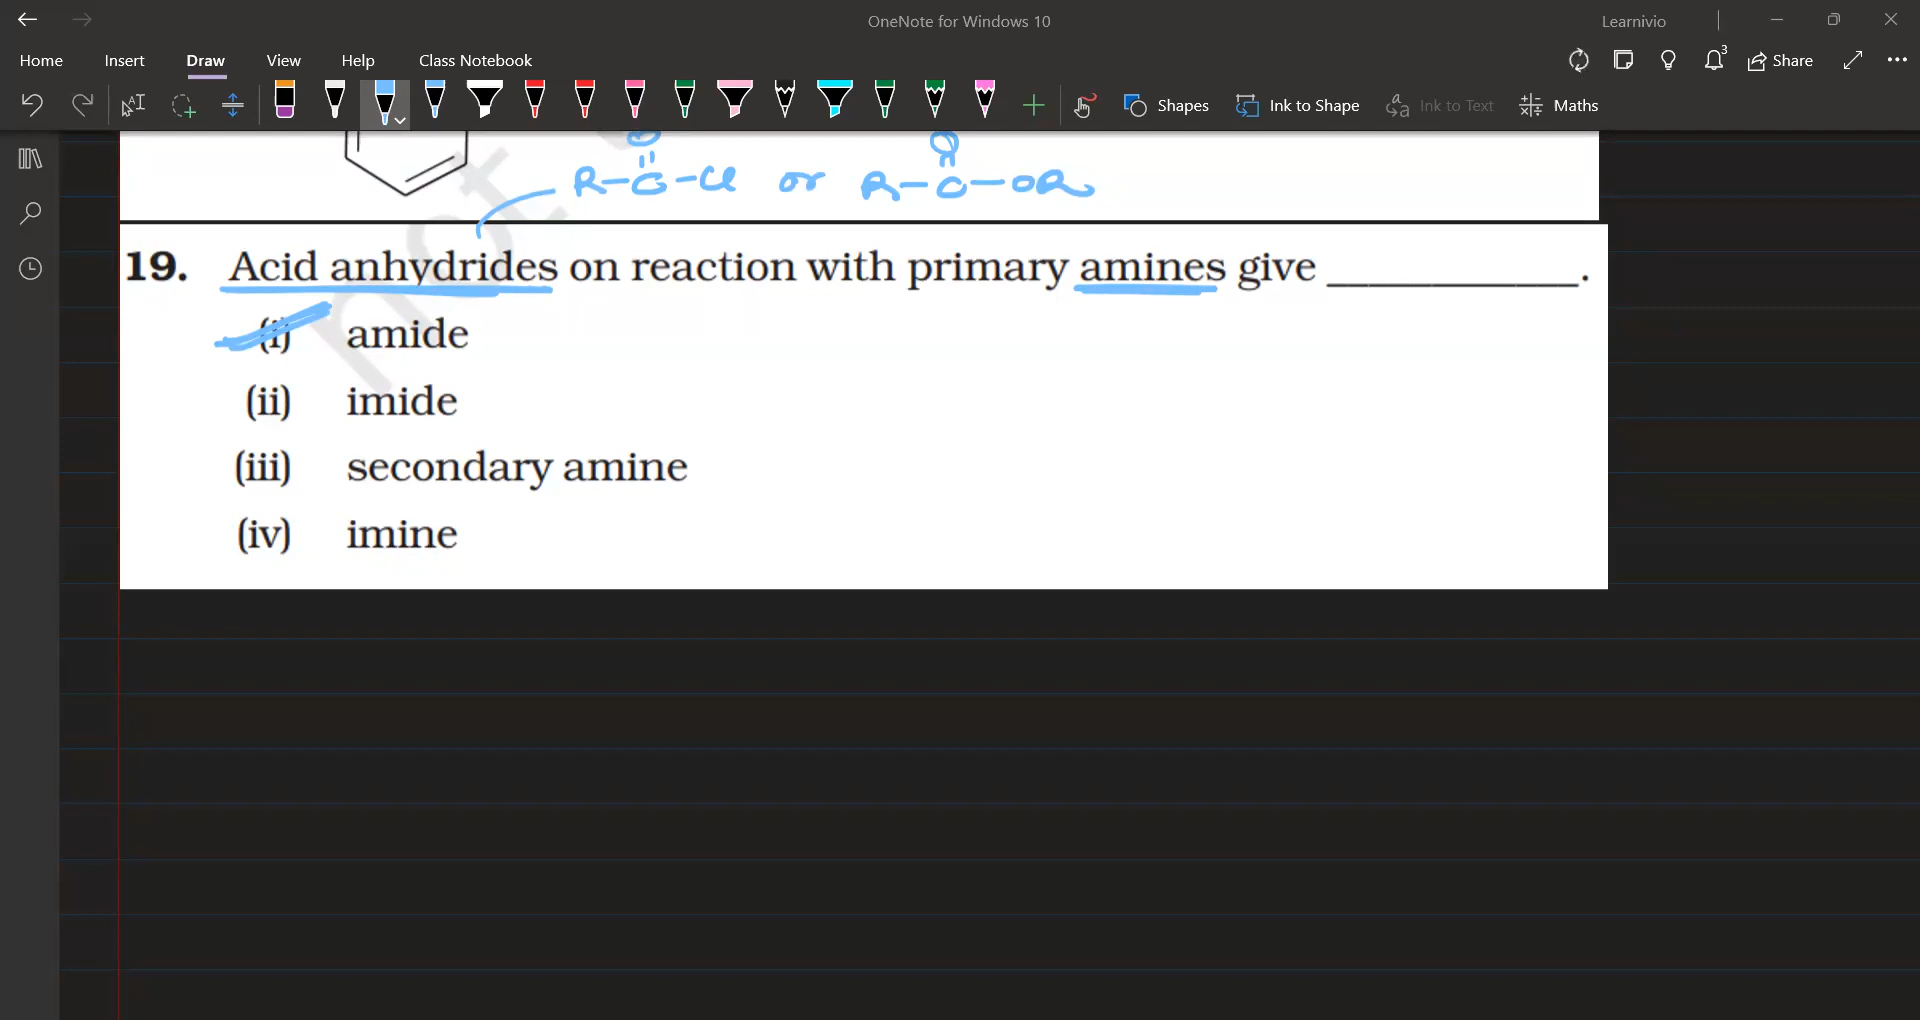 OneNote for Windows 10
Learnivio
Home Insert Draw View Help Class Notebook
3
Share
Shapes Ink to Shape Ink to Text Maths
R-C-Cl or R-C-OR
O O
not
19. Acid anhydrides on reaction with primary amines give ____________.
(i) amide
(ii) imide
(iii) secondary amine
(iv) imine